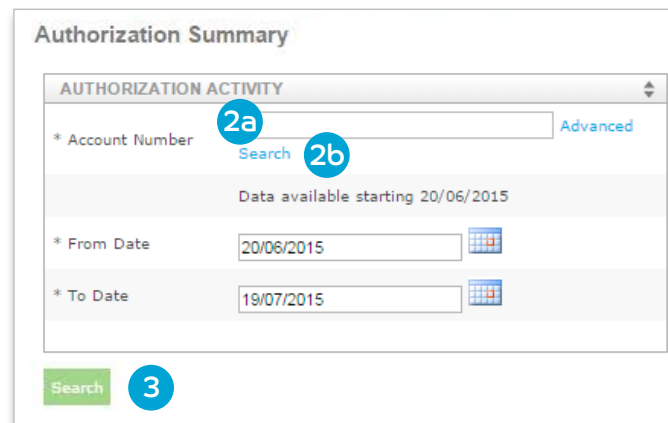 Authorization Summary
AUTHORIZATION ACTIVITY
2a
* Account Number
Advanced
Search 2b
Data available starting 20/06/2015
* From Date 20/06/2015
* To Date 19/07/2015
Search 3